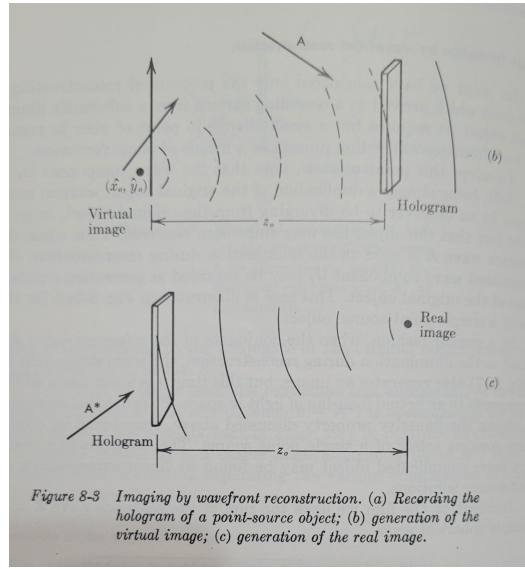 A
(b)
(x̂ₒ, ŷₒ)
Virtual
image
zₒ
Hologram
Real
image
(c)
A*
Hologram
zₒ
Figure 8-3 Imaging by wavefront reconstruction. (a) Recording the
hologram of a point-source object; (b) generation of the
virtual image; (c) generation of the real image.